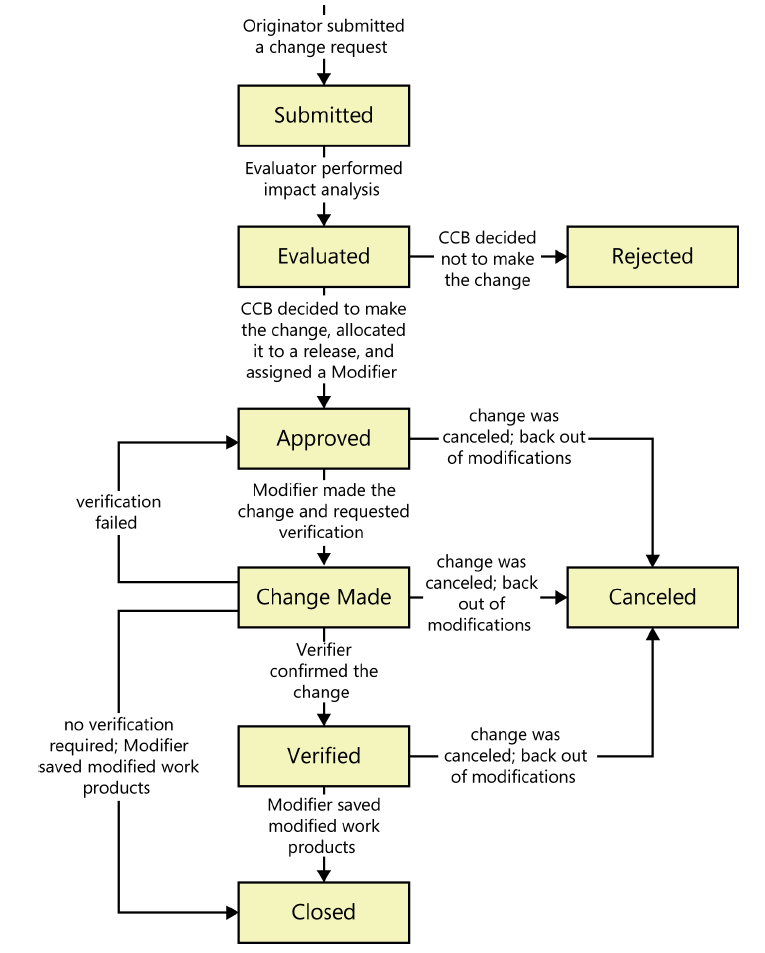 Originator submitted
a change request
Submitted
Evaluator performed
impact analysis
Evaluated
CCB decided
not to make
the change
Rejected
CCB decided to make
the change, allocated
it to a release, and
assigned a Modifier
Approved
change was
canceled; back out
of modifications
verification
failed
Modifier made the
change and requested
verification
Change Made
change was
canceled; back
out of
modifications
Canceled
Verifier
confirmed the
change
no verification
required; Modifier
saved modified work
products
Verified
change was
canceled; back out
of modifications
Modifier saved
modified work
products
Closed